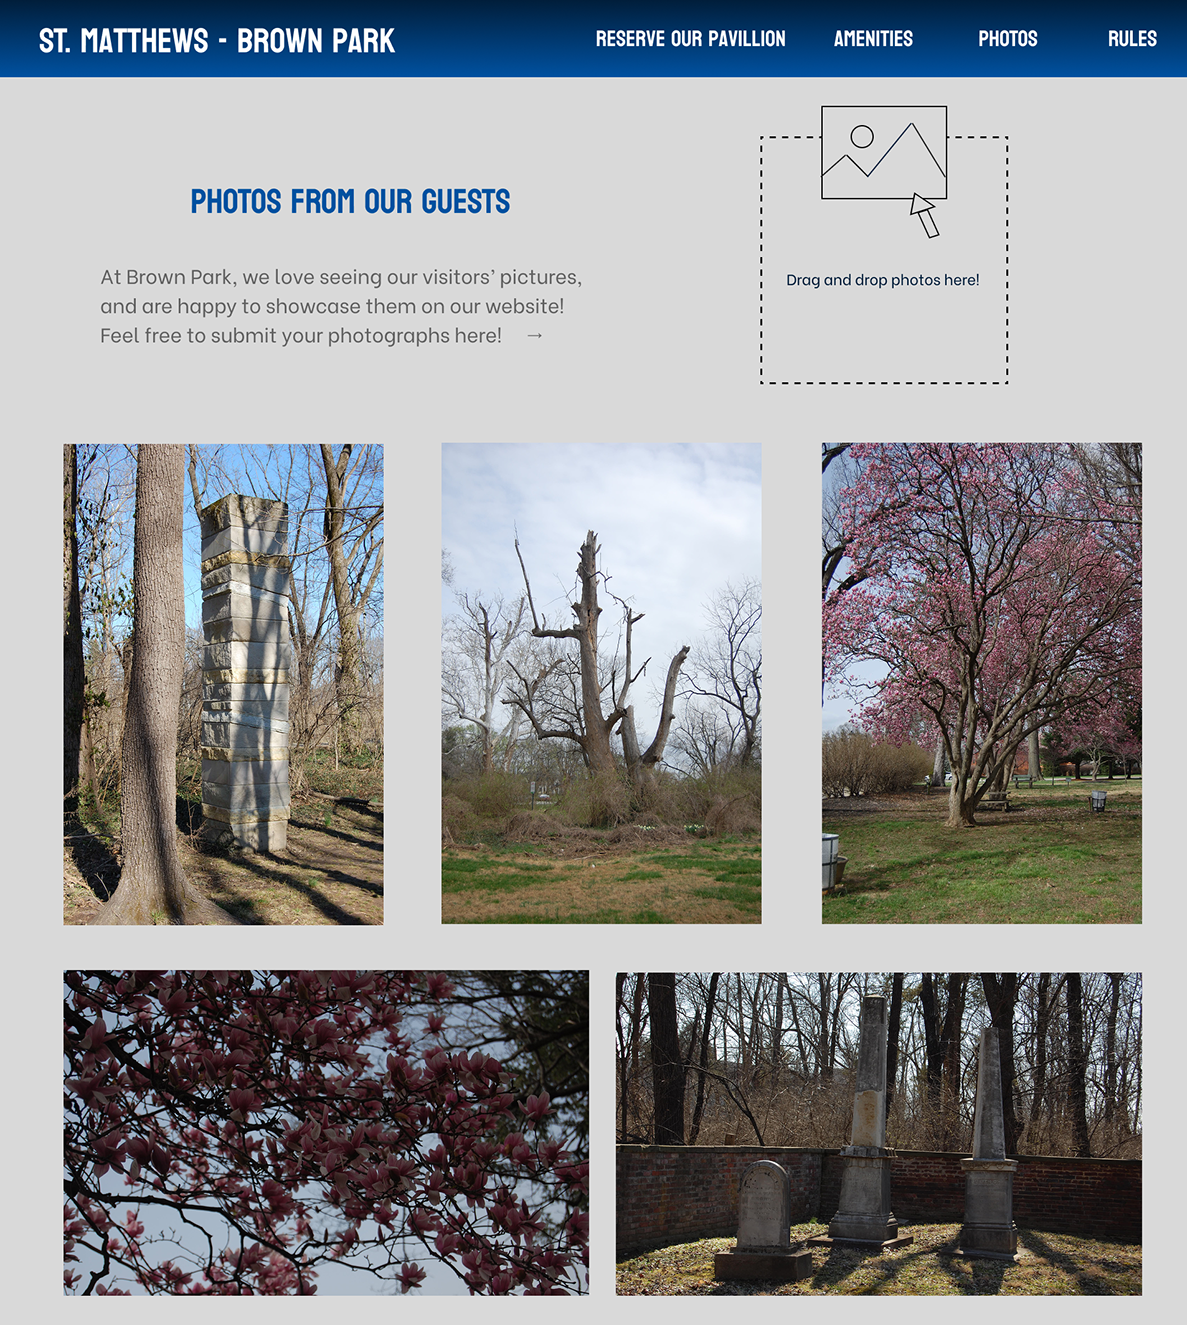 ST. MATTHEWS - BROWN PARK
RESERVE OUR PAVILLION
AMENITIES
PHOTOS
RULES
PHOTOS FROM OUR GUESTS
At Brown Park, we love seeing our visitors’ pictures,
and are happy to showcase them on our website!
Feel free to submit your photographs here! →
Drag and drop photos here!